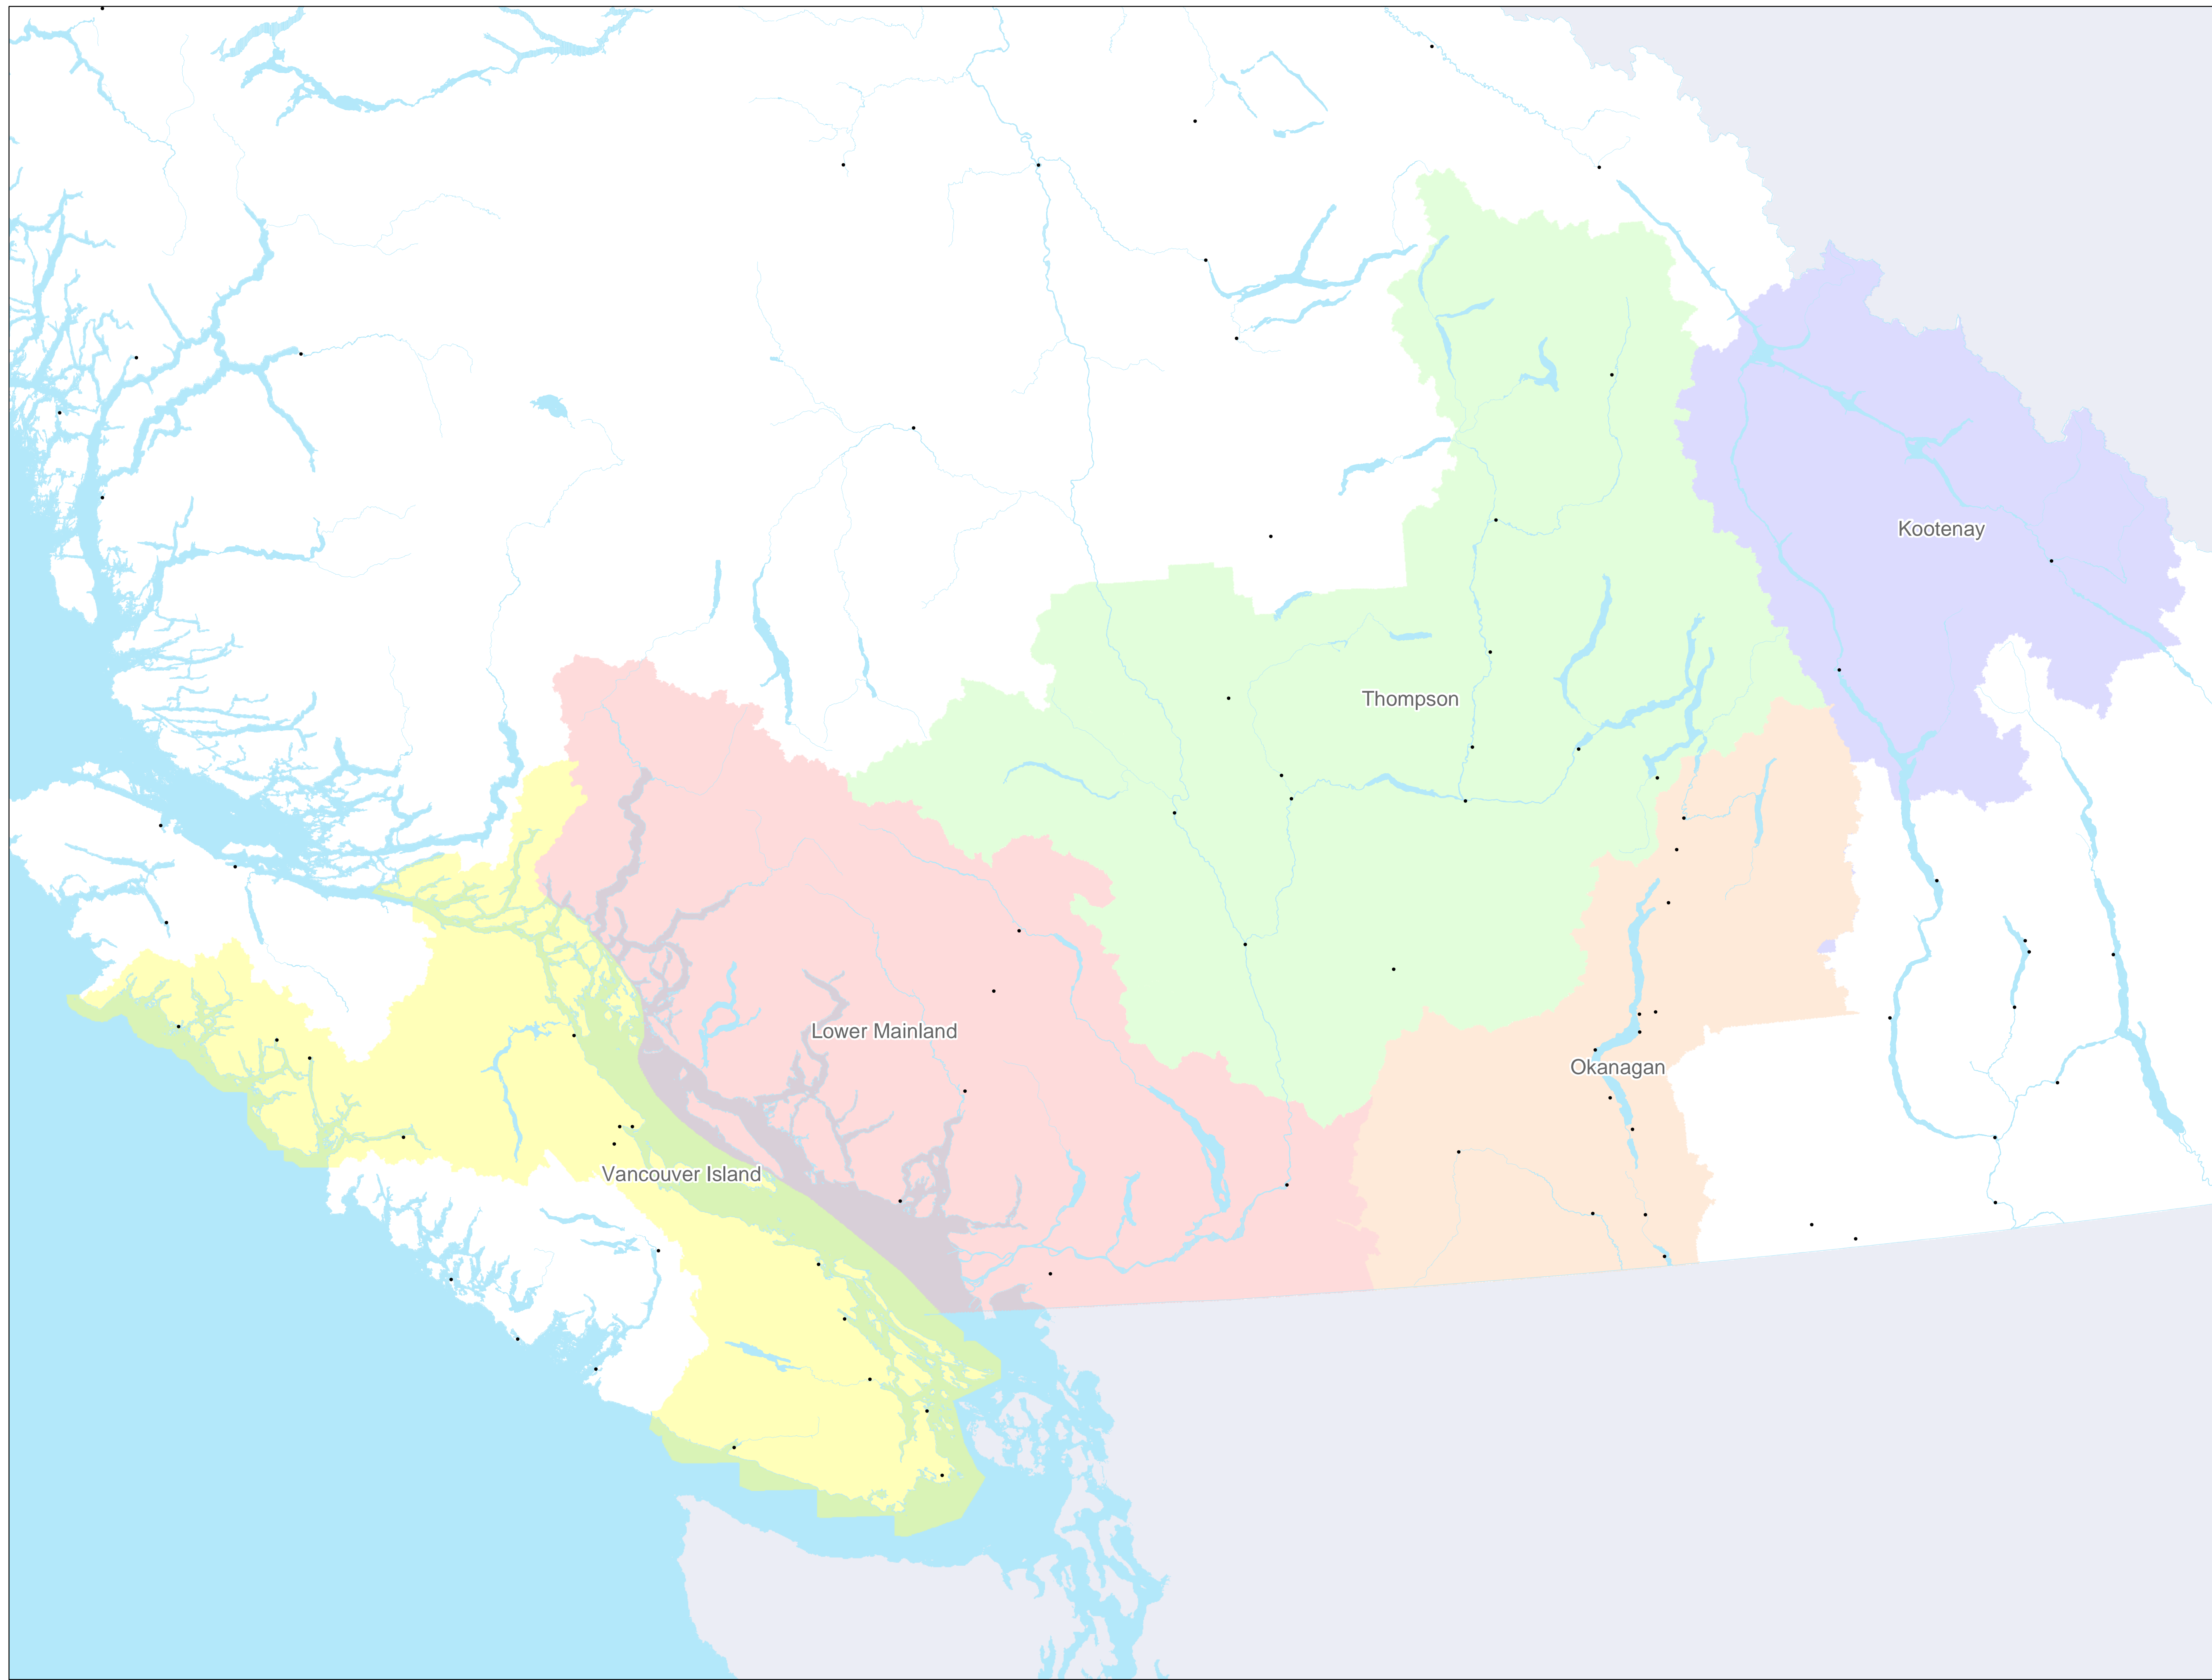 Kootenay
Thompson
Lower Mainland
Okanagan
Vancouver Island